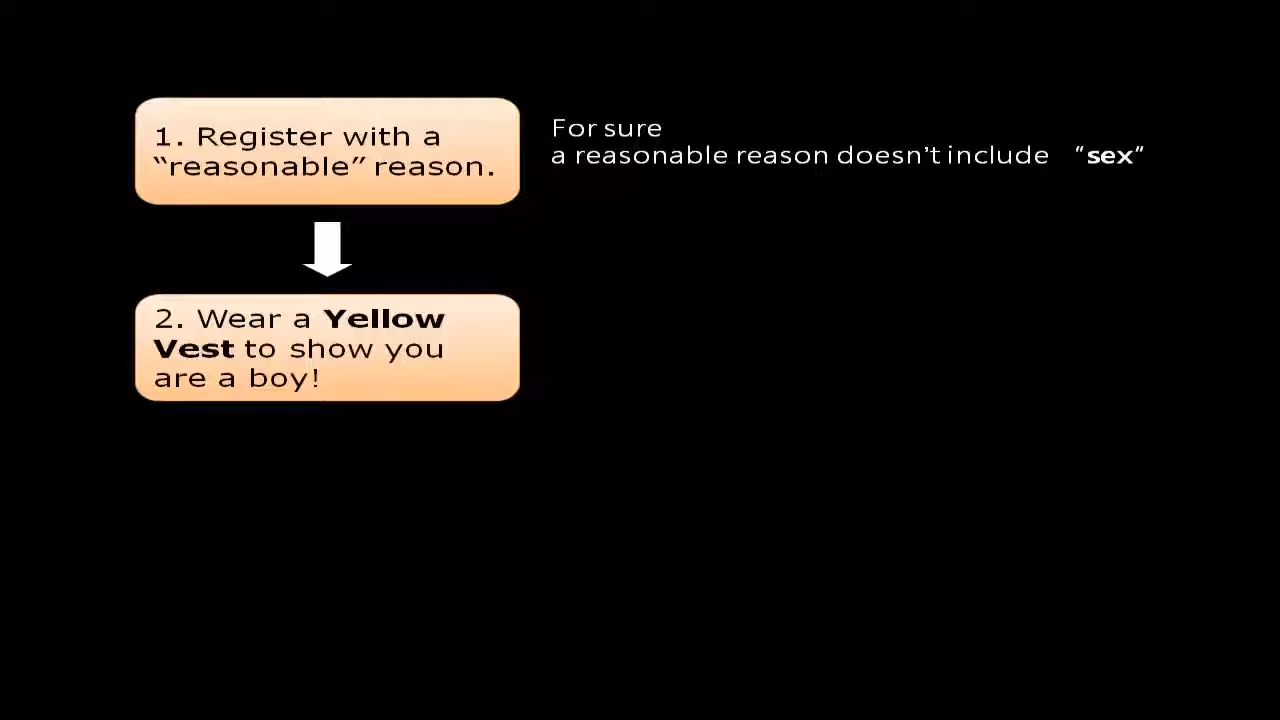 1. Register with a
“reasonable” reason.
For sure
a reasonable reason doesn’t include “sex”
2. Wear a Yellow
Vest to show you
are a boy!